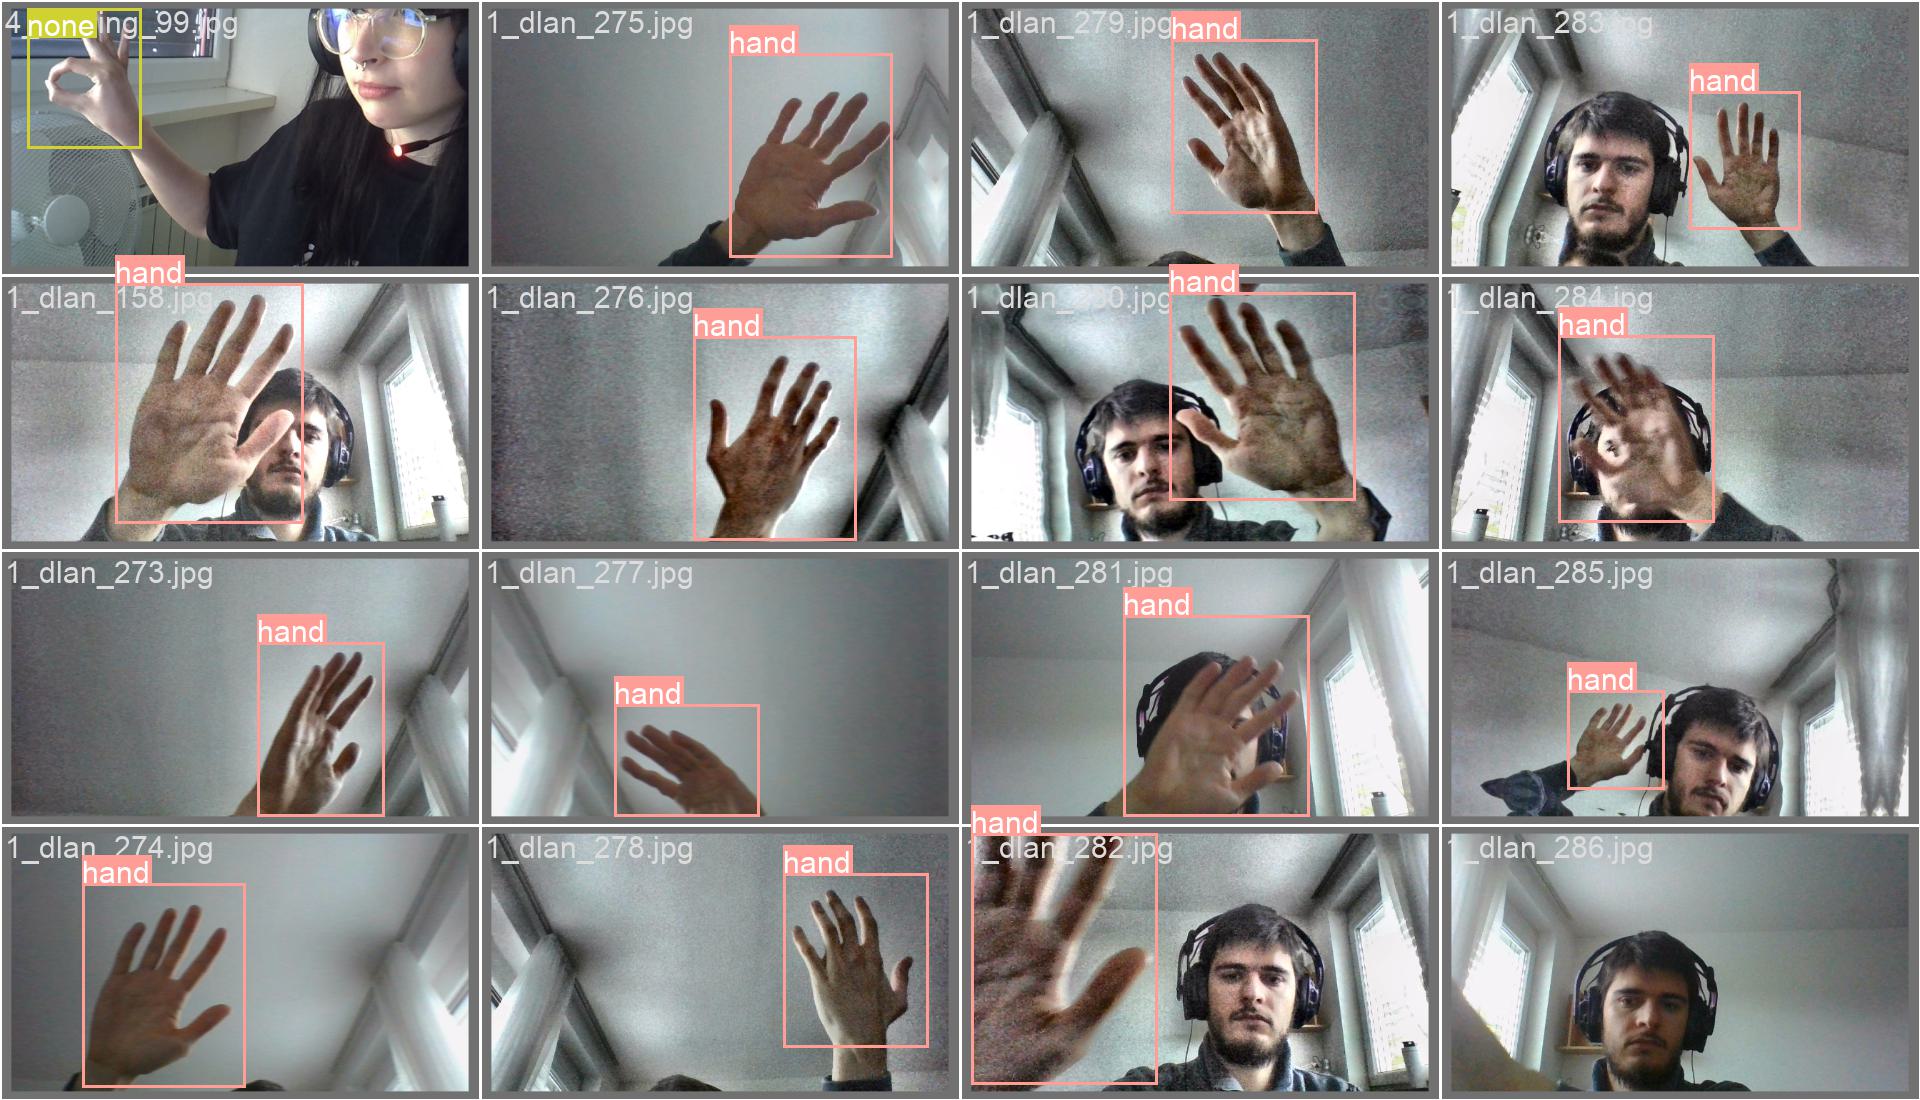 4_ none ing_99.jpg
1_dlan_275.jpg
hand
1_dlan_279.jpg
hand
1_dlan_283.jpg
hand
1_dlan_158.jpg
hand
1_dlan_276.jpg
hand
1_dlan_ 0.jpg
hand
1_dlan_284.jpg
hand
1_dlan_273.jpg
hand
1_dlan_277.jpg
hand
1_dlan_281.jpg
hand
1_dlan_285.jpg
hand
1_dlan_274.jpg
hand
1_dlan_278.jpg
hand
1_dlan_282.jpg
hand
1_dlan_286.jpg